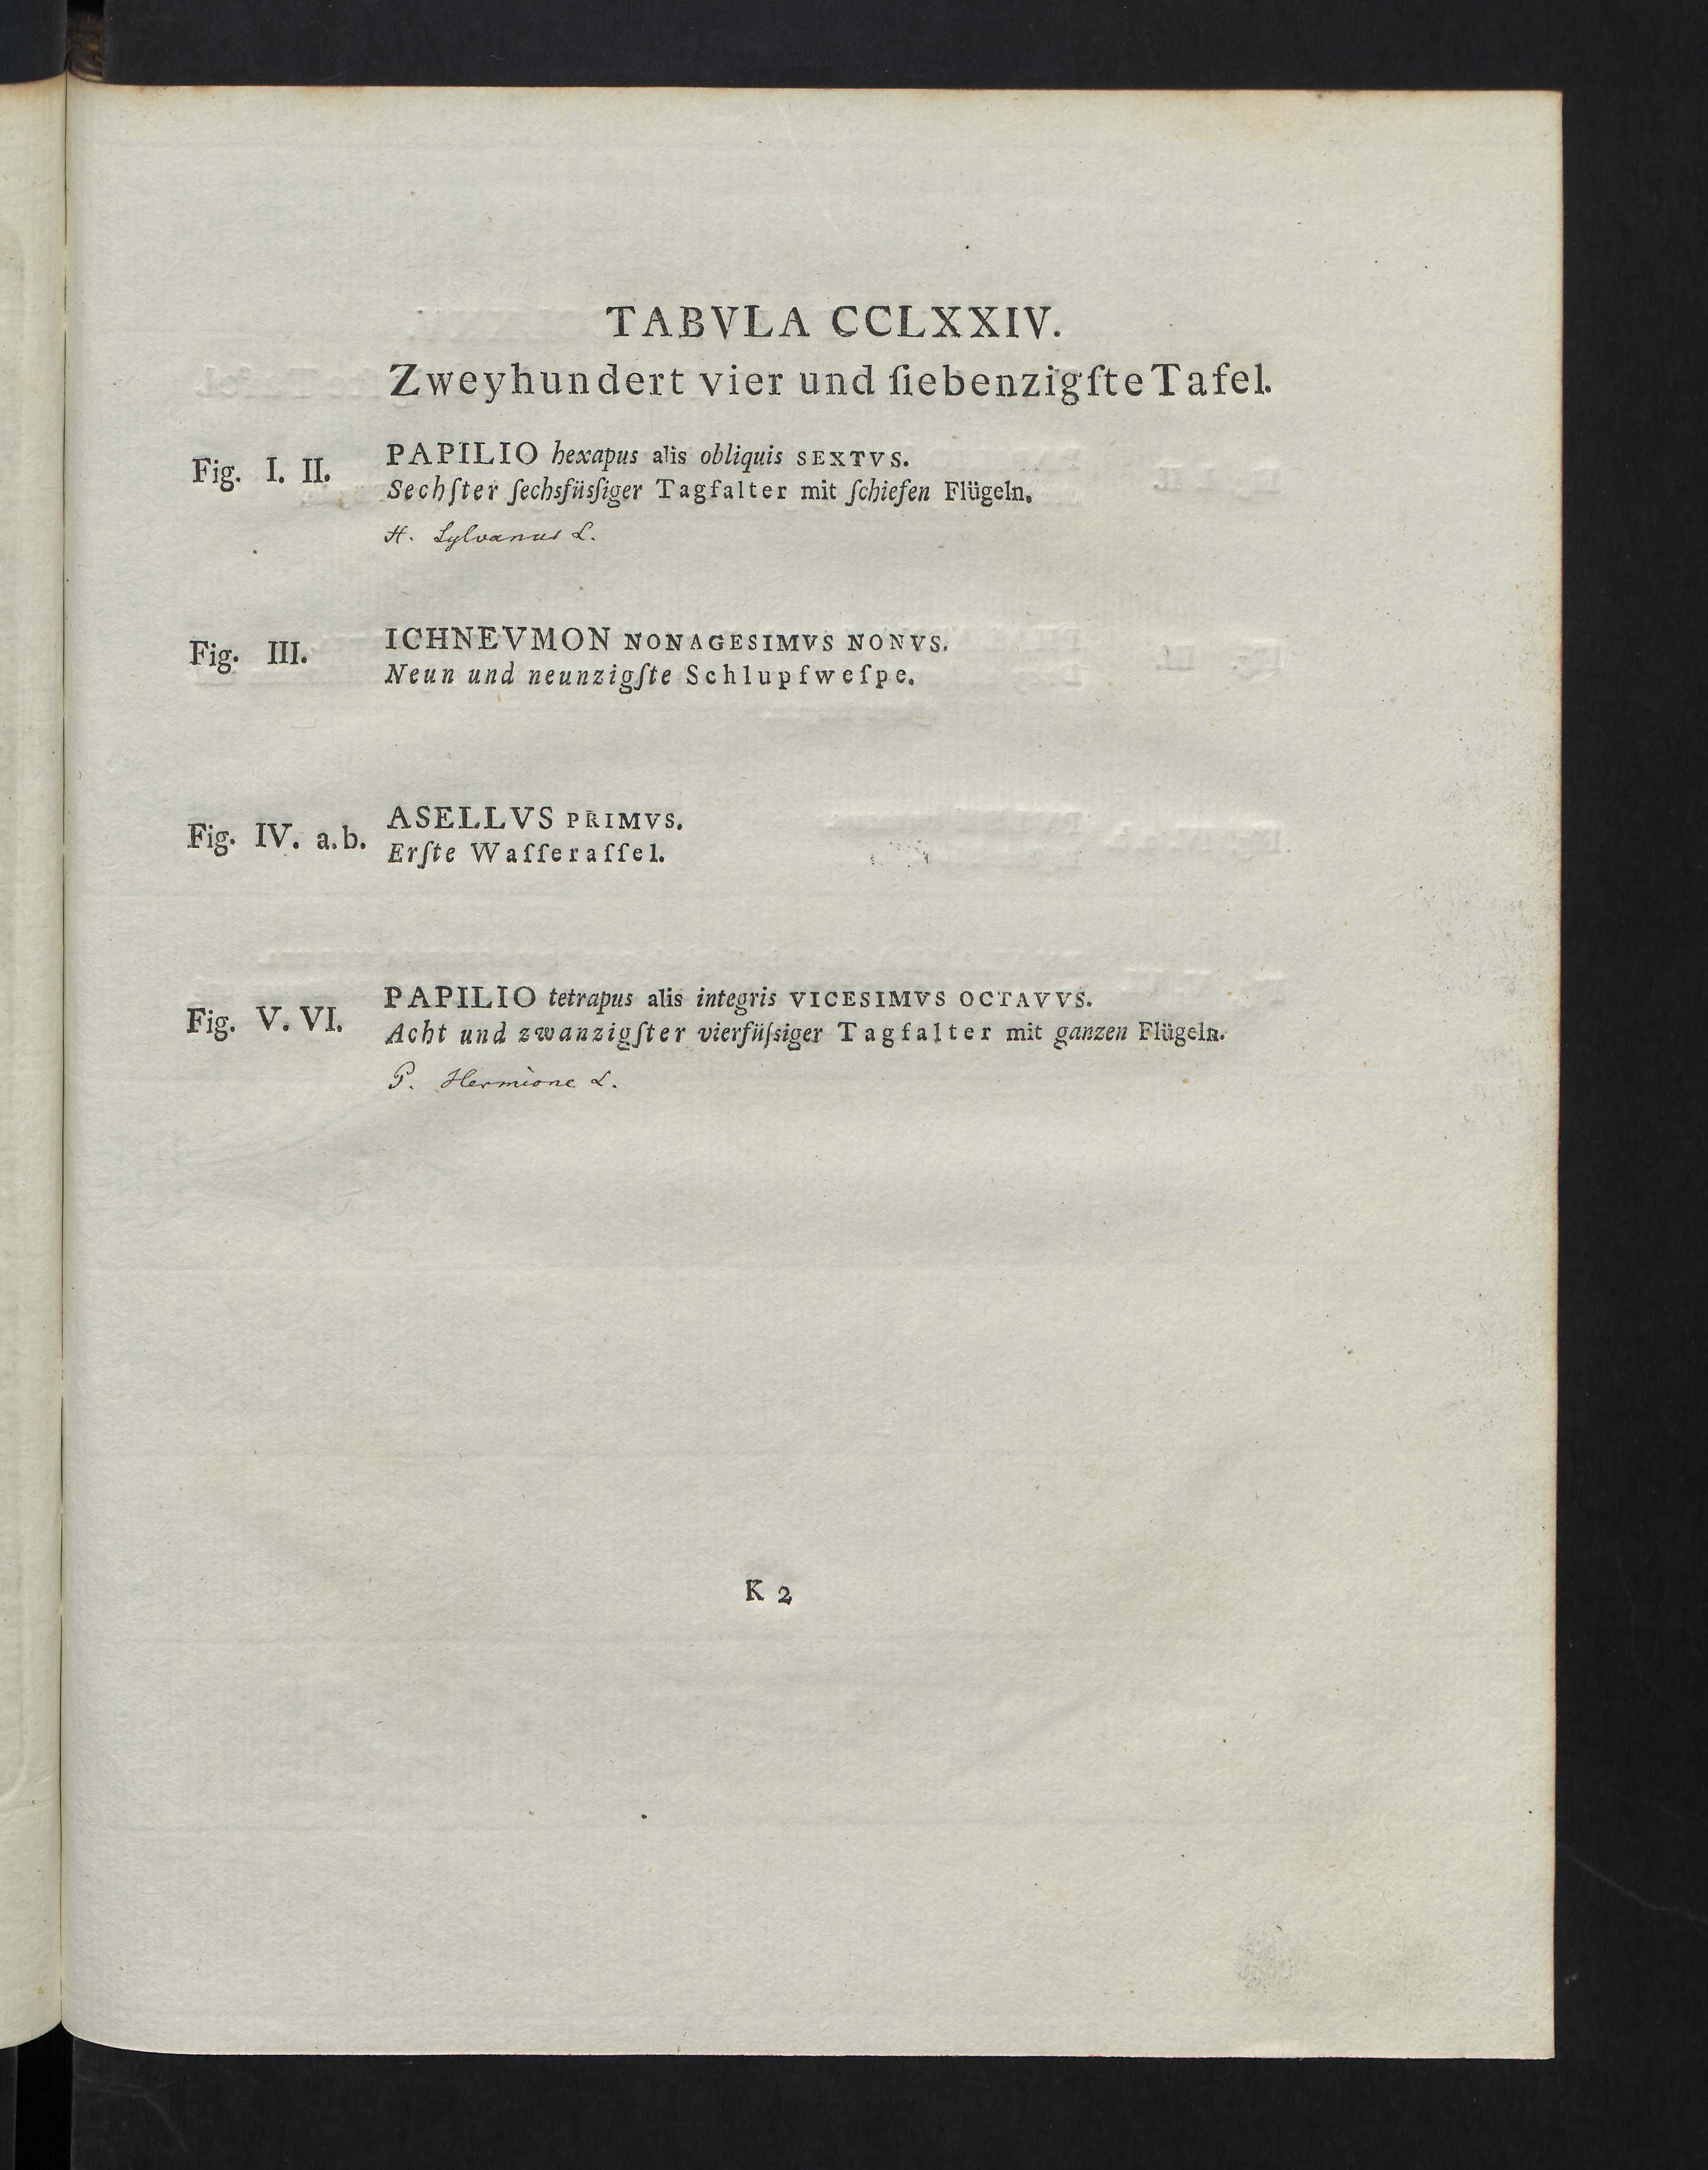 TABVLA CCLXXIV.
Zweyhundert vier und ſiebenzigſte Tafel.
Fig. I. II. PAPILIO hexapus alis obliquis SEXTVS.
Sechſter ſechsfüsſiger Tagfalter mit ſchiefen Flügeln.
H. Sylvanus L.
Fig. III. ICHNEVMON NONAGESIMVS NONVS.
Neun und neunzigſte Schlupfweſpe.
Fig. IV. a. b. ASELLVS PRIMVS.
Erſte Waſſeraſſel.
Fig. V. VI. PAPILIO tetrapus alis integris VICESIMVS OCTAVVS.
Acht und zwanzigſter vierfüſsiger Tagfalter mit ganzen Flügeln.
P. Hermione L.
K 2